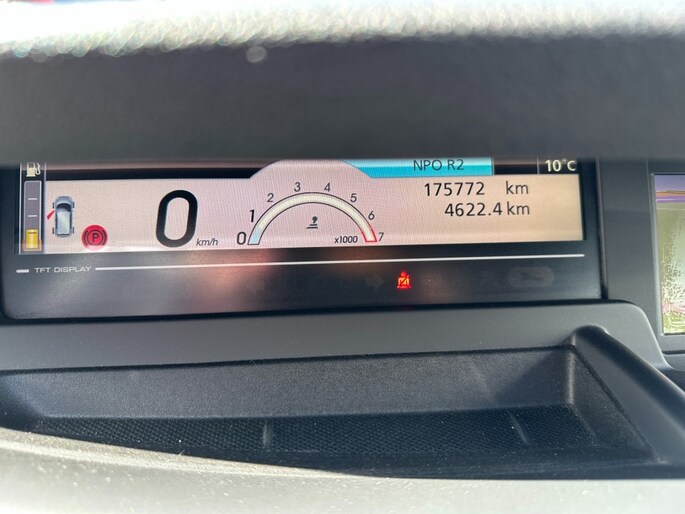 NPO R2
10°C
175772 km
4622.4 km
0 km/h
0 1 2 3 4 5 6 7
x1000
P
TFT DISPLAY